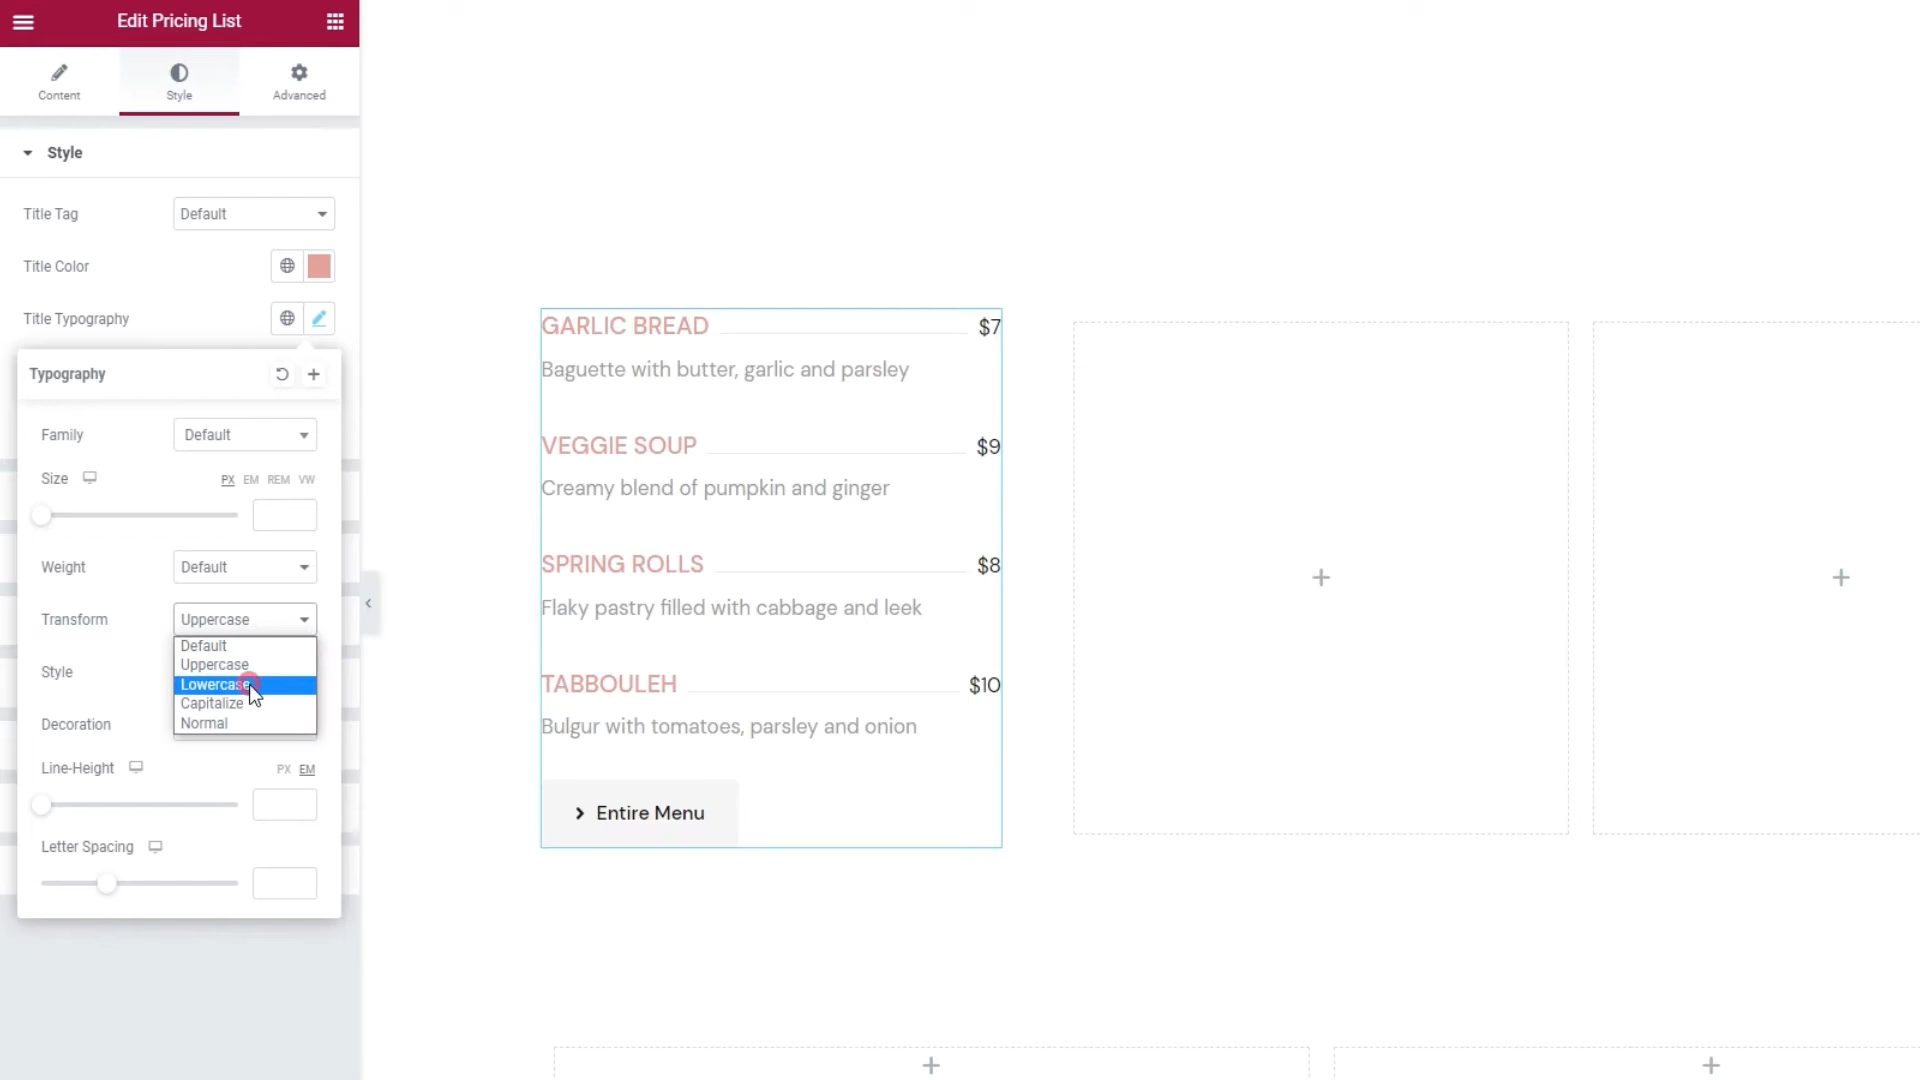 Edit Pricing List
Content
Style
Advanced
Style
Title Tag
Default
Title Color
Title Typography
Typography
Family
Default
Size
PX EM REM VW
Weight
Default
Transform
Uppercase
Default
Uppercase
Lowercase
Capitalize
Normal
Style
Decoration
Line-Height
PX EM
Letter Spacing
GARLIC BREAD $7
Baguette with butter, garlic and parsley
VEGGIE SOUP $9
Creamy blend of pumpkin and ginger
SPRING ROLLS $8
Flaky pastry filled with cabbage and leek
TABBOULEH $10
Bulgur with tomatoes, parsley and onion
Entire Menu